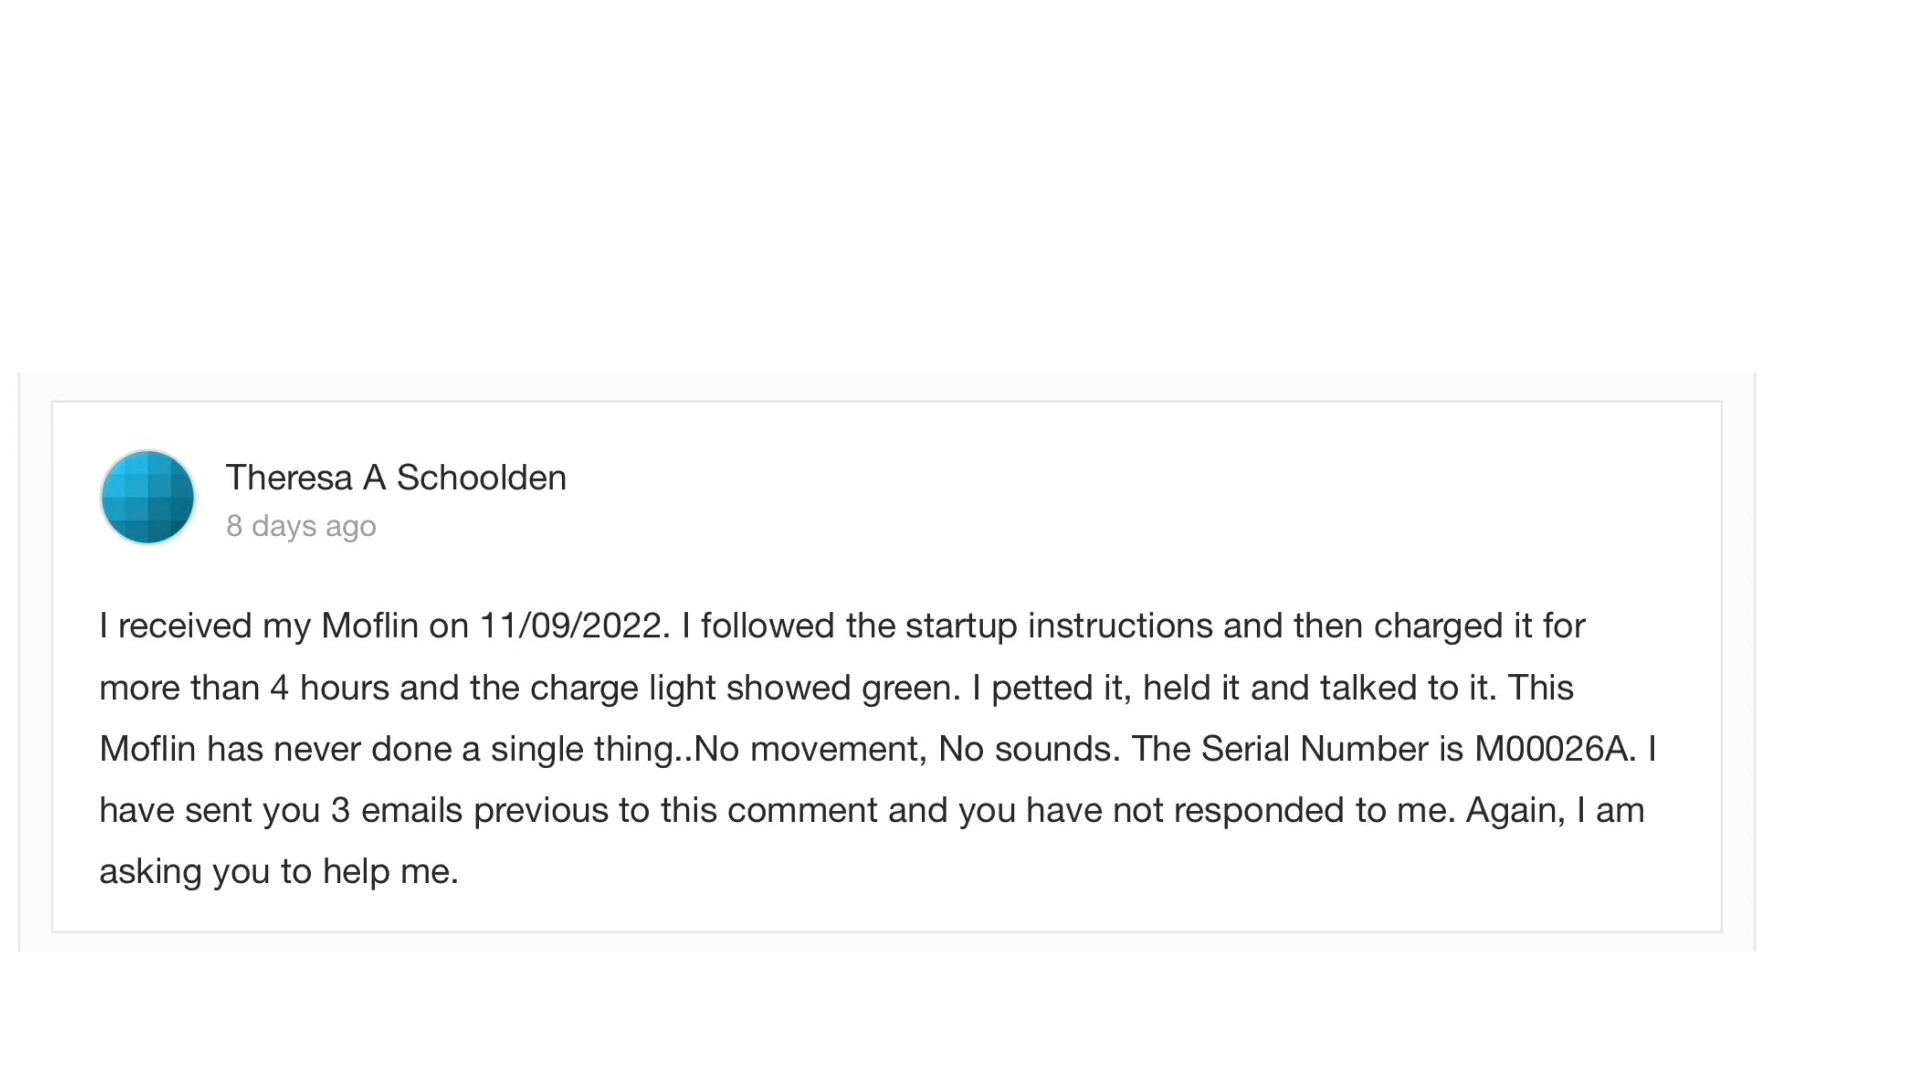 Theresa A Schoolden
8 days ago
I received my Moflin on 11/09/2022. I followed the startup instructions and then charged it for
more than 4 hours and the charge light showed green. I petted it, held it and talked to it. This
Moflin has never done a single thing..No movement, No sounds. The Serial Number is M00026A. I
have sent you 3 emails previous to this comment and you have not responded to me. Again, I am
asking you to help me.